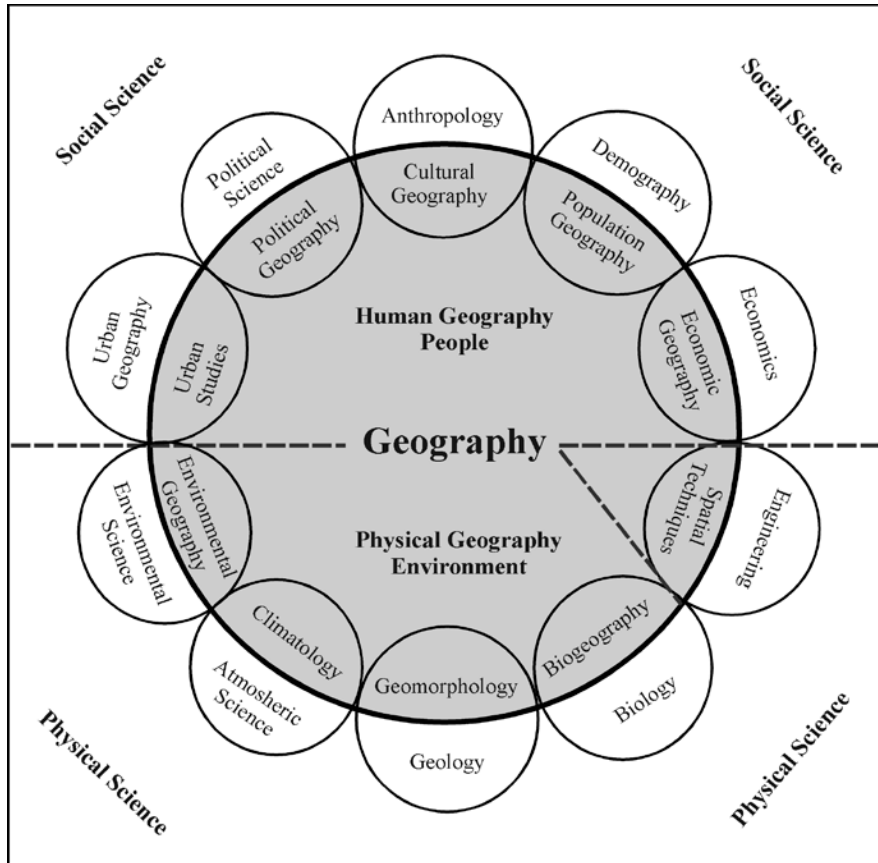 Social Science
Social Science
Anthropology
Cultural
Geography
Political
Science
Political
Geography
Demography
Population
Geography
Urban
Geography
Urban
Studies
Economics
Economic
Geography
Human Geography
People
Geography
Physical Geography
Environment
Environmental
Science
Environmental
Geography
Spatial
Techniques
Engineering
Climatology
Atmosheric
Science
Geomorphology
Geology
Biogeography
Biology
Physical Science
Physical Science